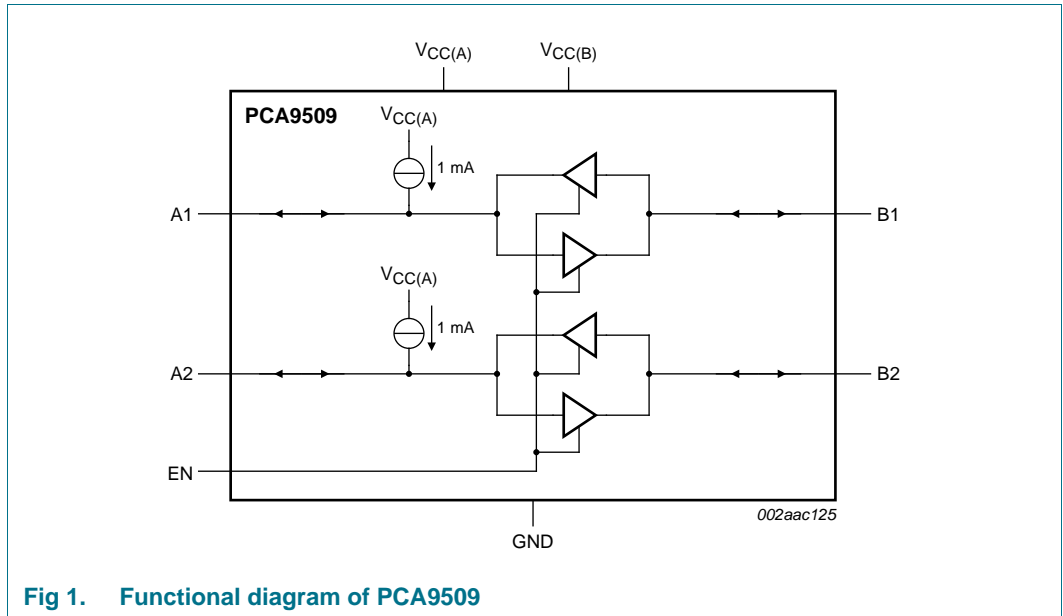 VCC(A) VCC(B)
PCA9509
VCC(A)
1 mA
A1 B1
VCC(A)
1 mA
A2 B2
EN
002aac125
GND
Fig 1. Functional diagram of PCA9509